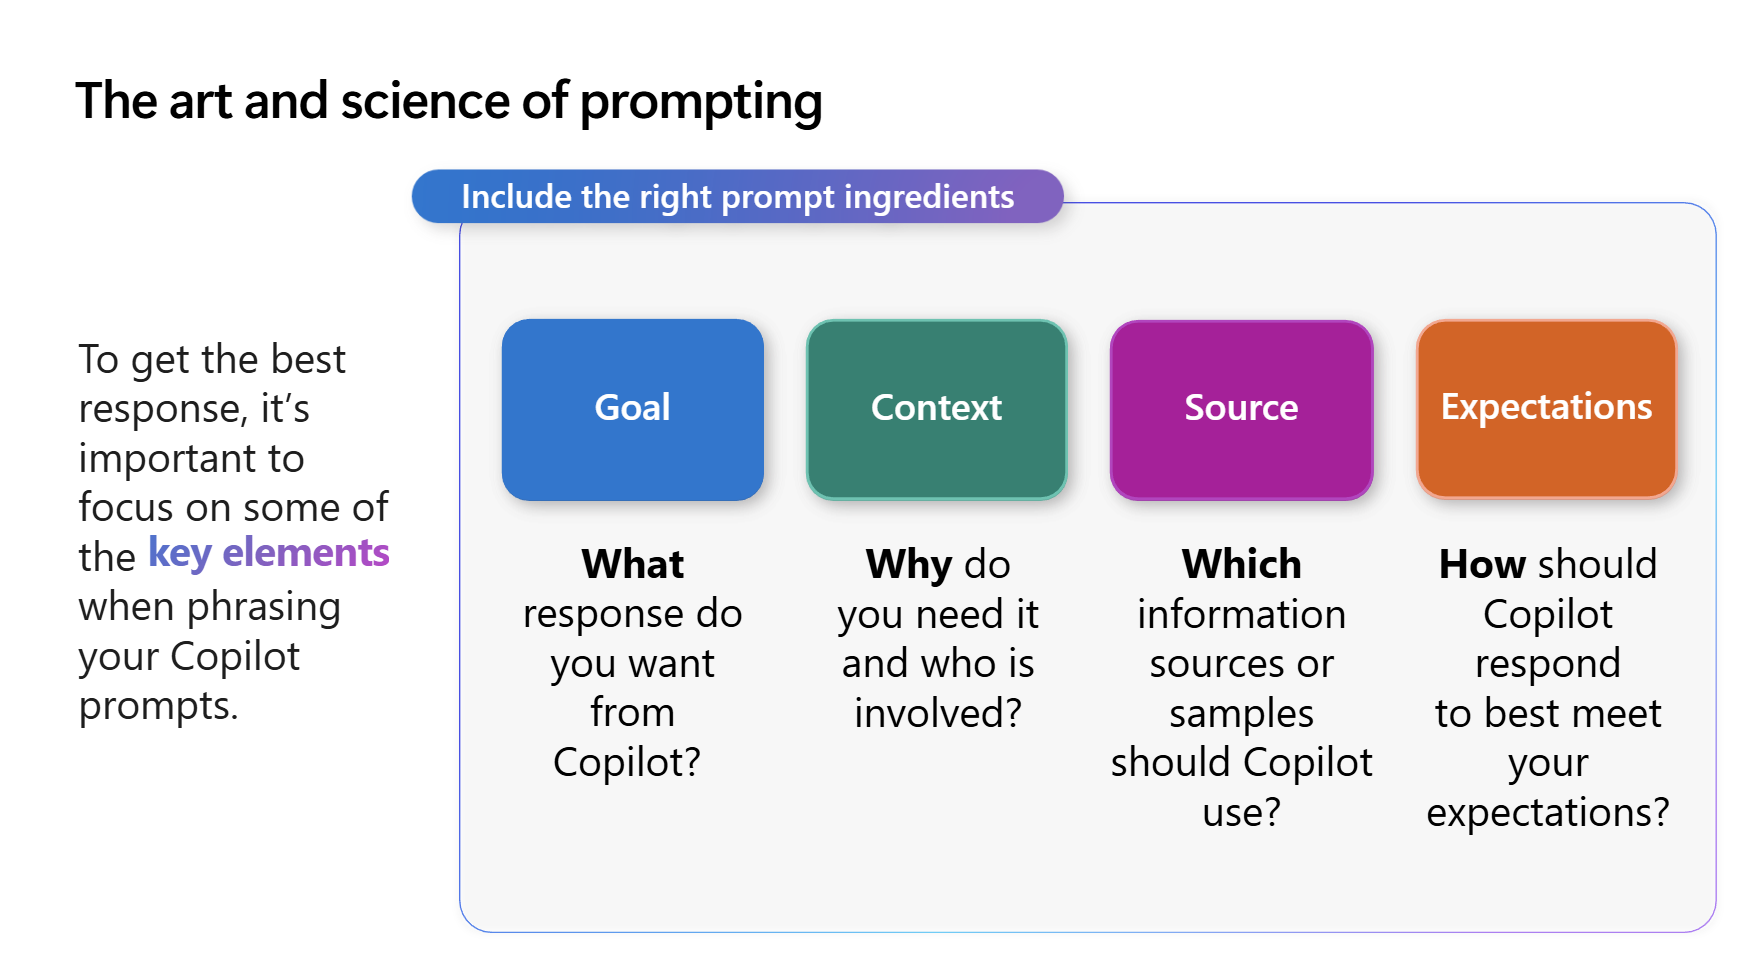 The art and science of prompting
Include the right prompt ingredients
To get the best
response, it’s
important to
focus on some of
the key elements
when phrasing
your Copilot
prompts.
Goal
What
response do
you want
from
Copilot?
Context
Why do
you need it
and who is
involved?
Source
Which
information
sources or
samples
should Copilot
use?
Expectations
How should
Copilot
respond
to best meet
your
expectations?